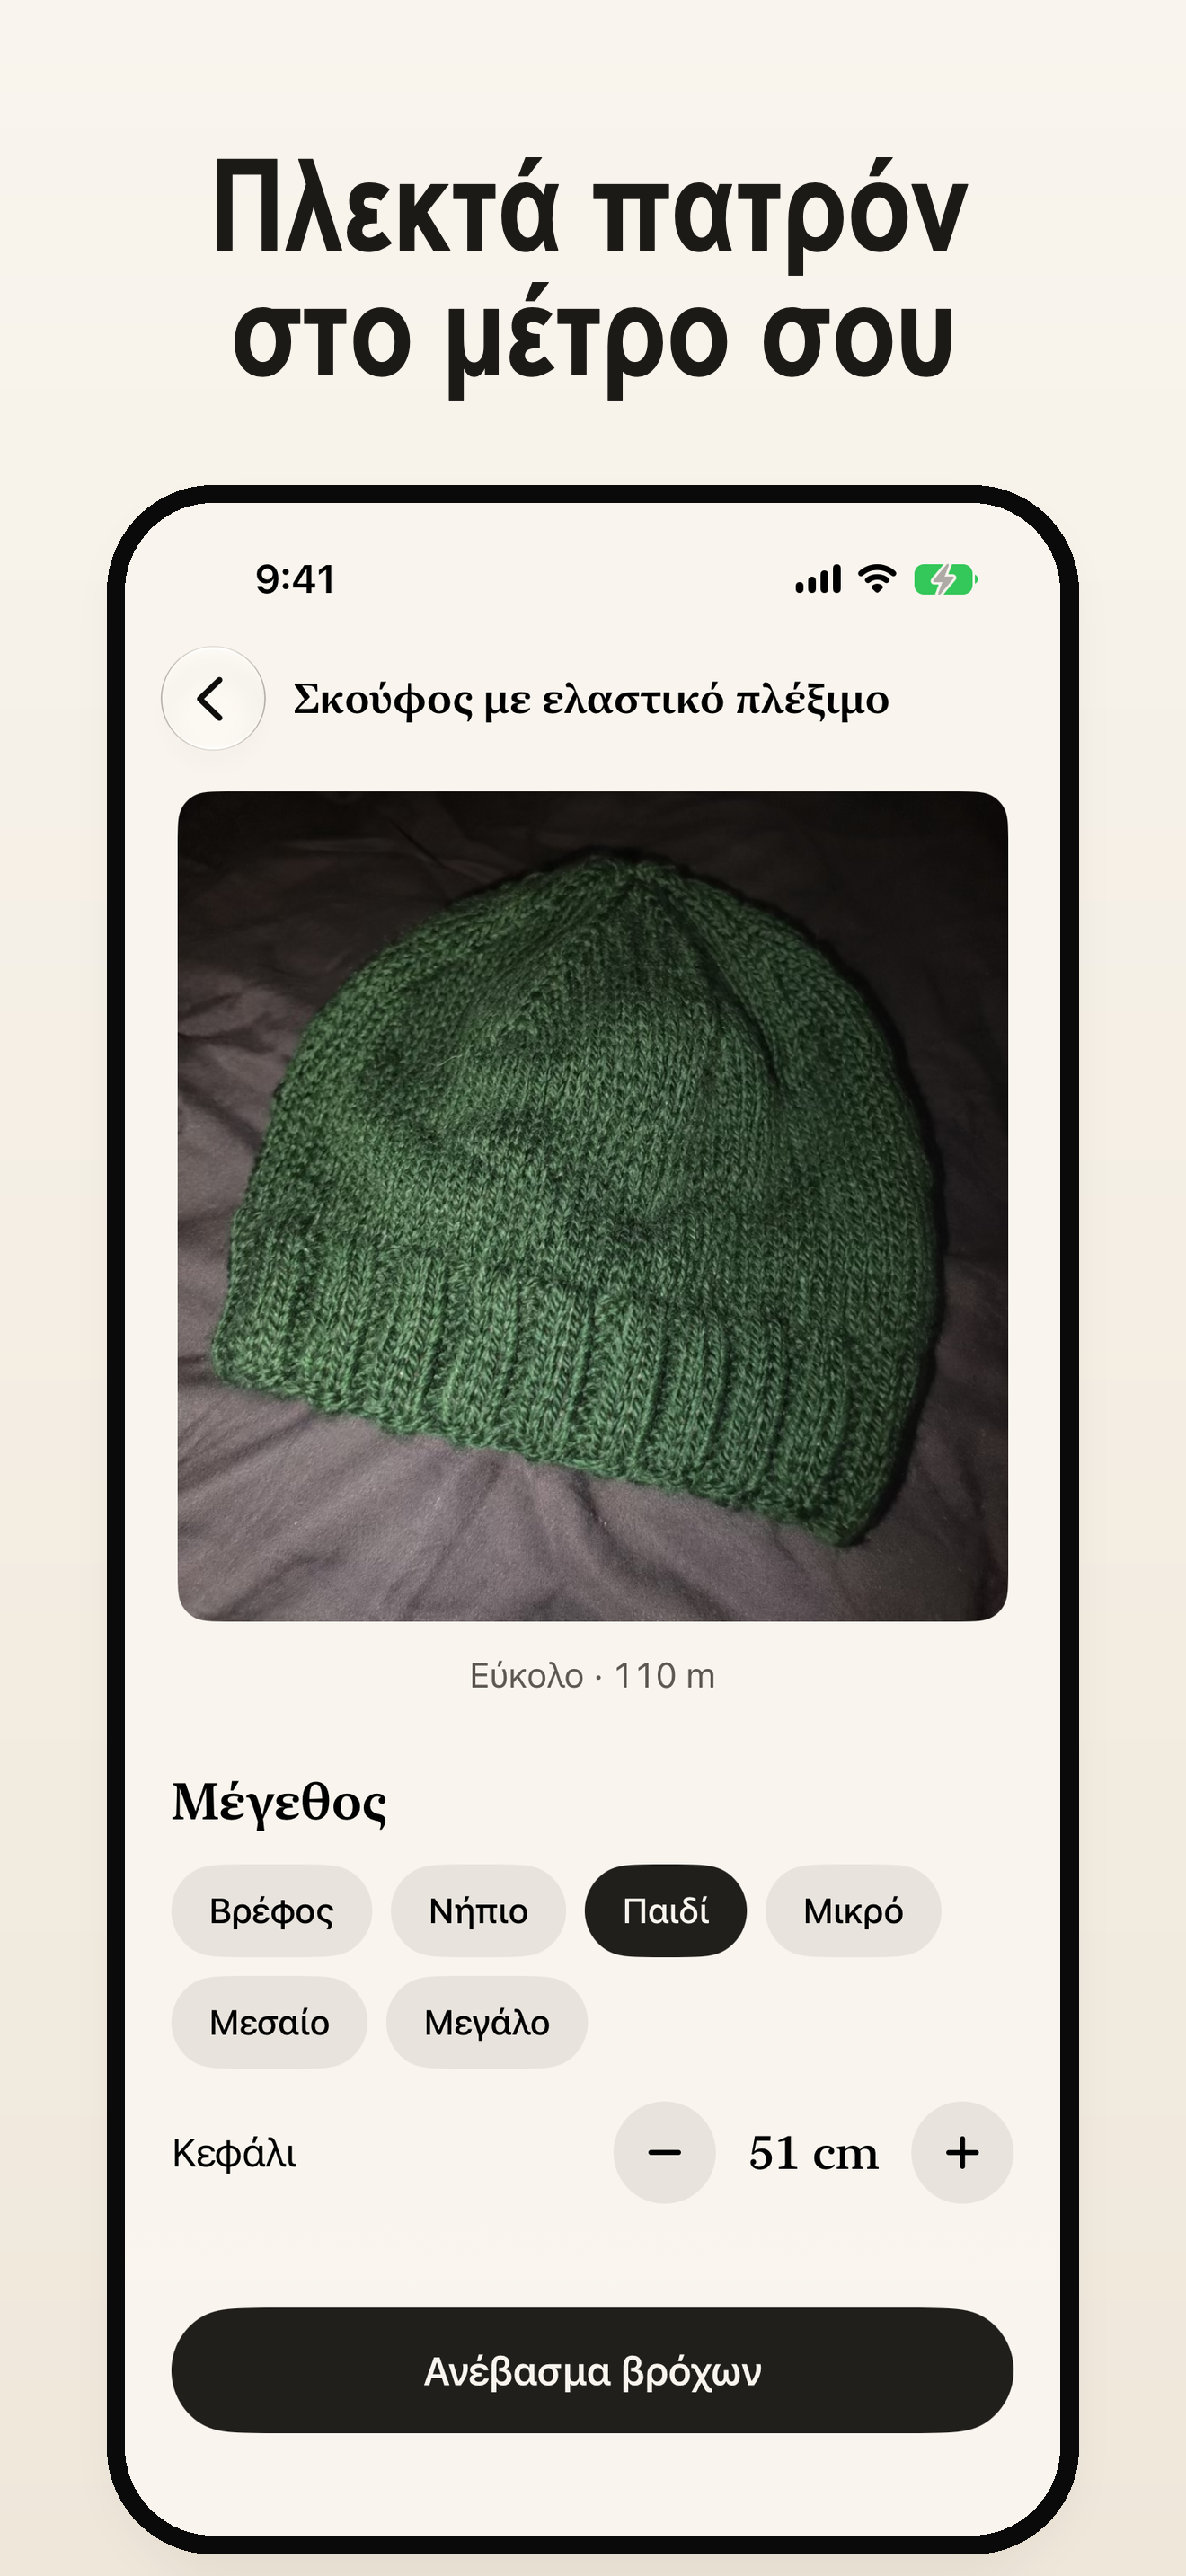 Πλεκτά πατρόν
στο μέτρο σου
9:41
Σκούφος με ελαστικό πλέξιμο
Εύκολο · 110 m
Μέγεθος
Βρέφος Νήπιο Παιδί Μικρό
Μεσαίο Μεγάλο
Κεφάλι − 51 cm +
Ανέβασμα βρόχων